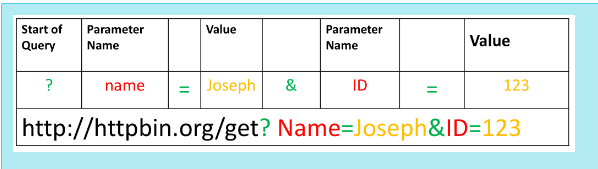 Start of Query Parameter Name Value Parameter Name Value
? name = Joseph & ID = 123
http://httpbin.org/get? Name=Joseph&ID=123